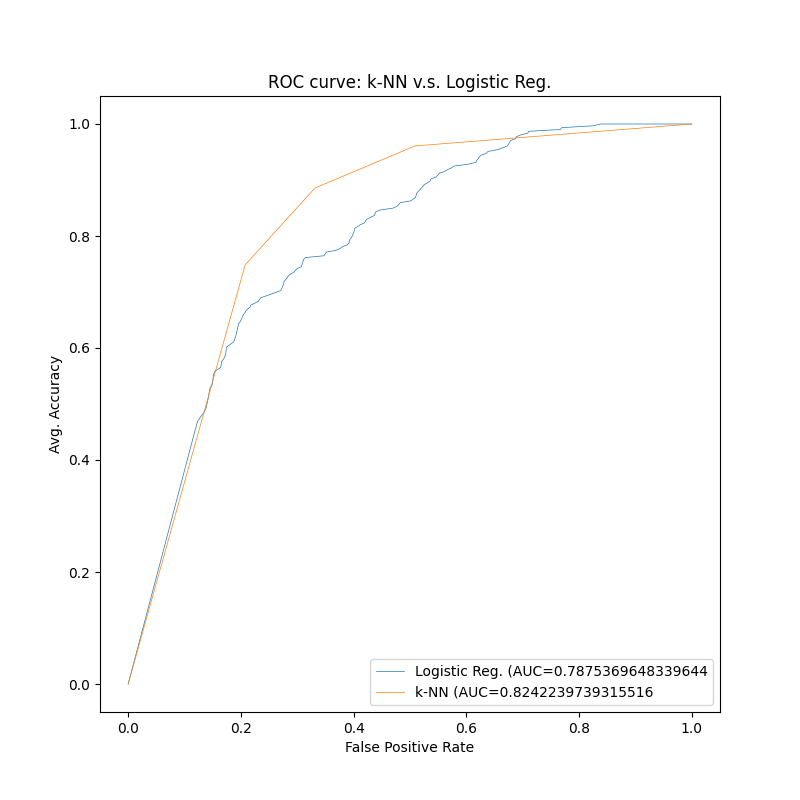 ROC curve: k-NN v.s. Logistic Reg.
1.0
0.8
0.6
0.4
0.2
0.0
Avg. Accuracy
Logistic Reg. (AUC=0.7875369648339644
k-NN (AUC=0.8242239739315516
0.0 0.2 0.4 0.6 0.8 1.0
False Positive Rate